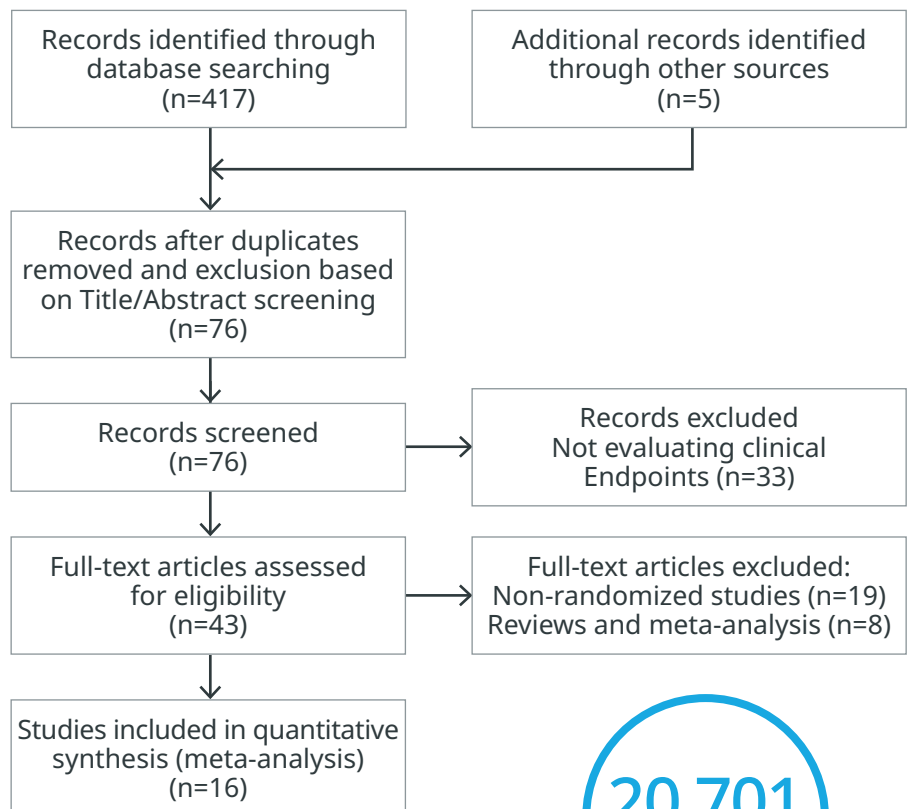 Records identified through
database searching
(n=417)
Additional records identified
through other sources
(n=5)
Records after duplicates
removed and exclusion based
on Title/Abstract screening
(n=76)
Records screened
(n=76)
Records excluded
Not evaluating clinical
Endpoints (n=33)
Full-text articles assessed
for eligibility
(n=43)
Full-text articles excluded:
Non-randomized studies (n=19)
Reviews and meta-analysis (n=8)
Studies included in quantitative
synthesis (meta-analysis)
(n=16)
20,701